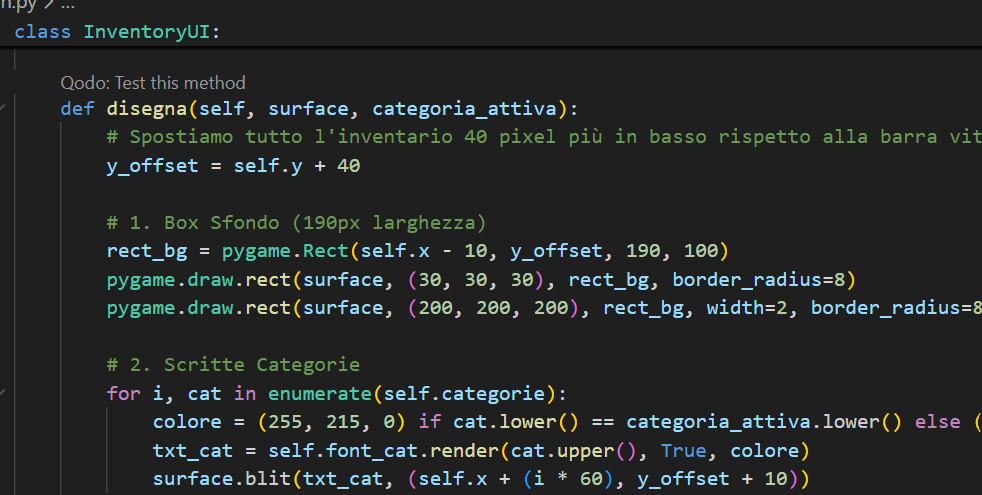 n.py > ...
class InventoryUI:
Qodo: Test this method
def disegna(self, surface, categoria_attiva):
# Spostiamo tutto l'inventario 40 pixel più in basso rispetto alla barra vit
y_offset = self.y + 40
# 1. Box Sfondo (190px larghezza)
rect_bg = pygame.Rect(self.x - 10, y_offset, 190, 100)
pygame.draw.rect(surface, (30, 30, 30), rect_bg, border_radius=8)
pygame.draw.rect(surface, (200, 200, 200), rect_bg, width=2, border_radius=8
# 2. Scritte Categorie
for i, cat in enumerate(self.categorie):
colore = (255, 215, 0) if cat.lower() == categoria_attiva.lower() else (
txt_cat = self.font_cat.render(cat.upper(), True, colore)
surface.blit(txt_cat, (self.x + (i * 60), y_offset + 10))